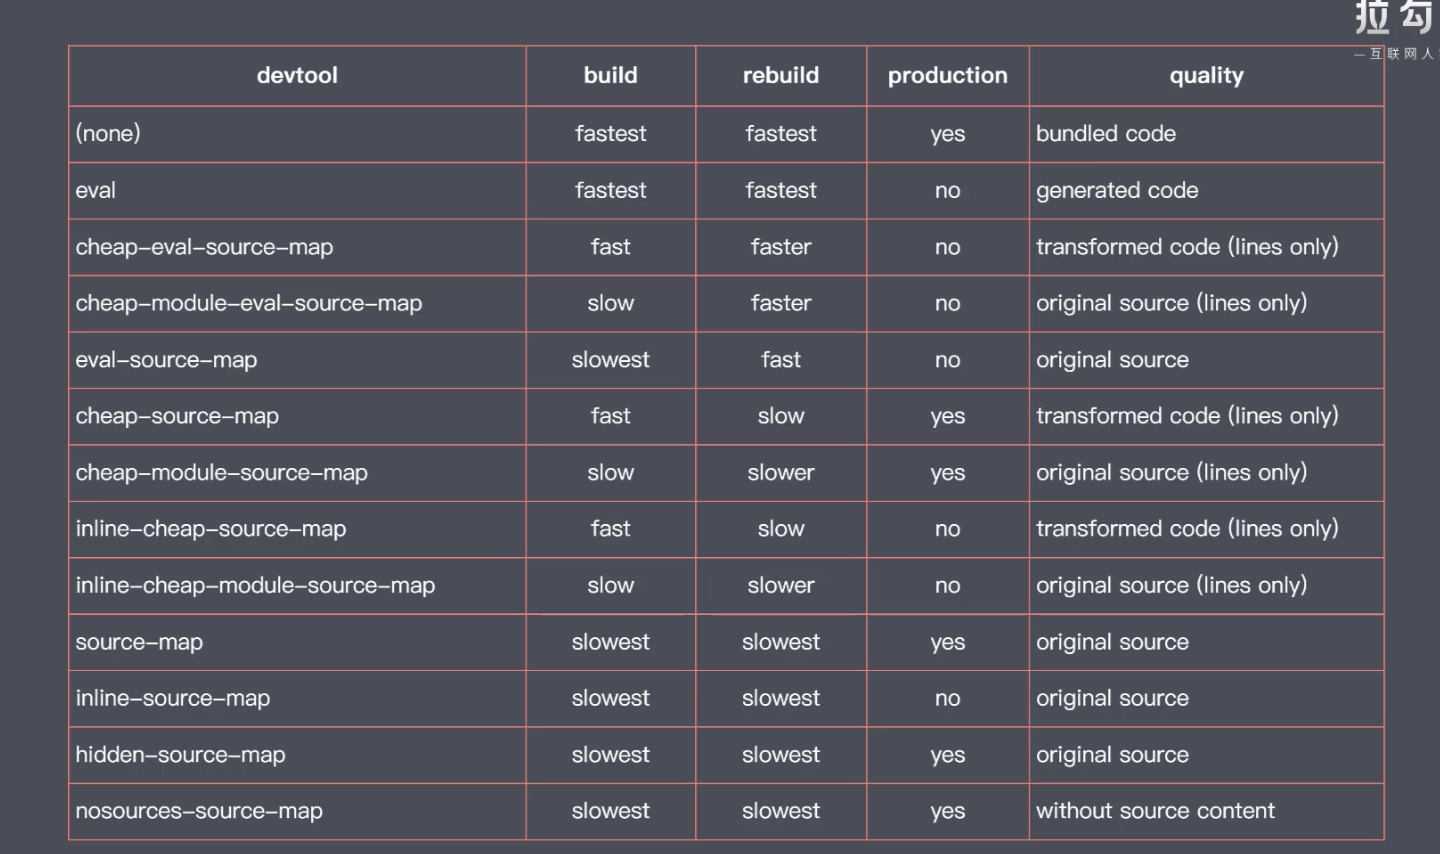 拉勾
—互联网人
devtool build rebuild production quality
(none) fastest fastest yes bundled code
eval fastest fastest no generated code
cheap-eval-source-map fast faster no transformed code (lines only)
cheap-module-eval-source-map slow faster no original source (lines only)
eval-source-map slowest fast no original source
cheap-source-map fast slow yes transformed code (lines only)
cheap-module-source-map slow slower yes original source (lines only)
inline-cheap-source-map fast slow no transformed code (lines only)
inline-cheap-module-source-map slow slower no original source (lines only)
source-map slowest slowest yes original source
inline-source-map slowest slowest no original source
hidden-source-map slowest slowest yes original source
nosources-source-map slowest slowest yes without source content